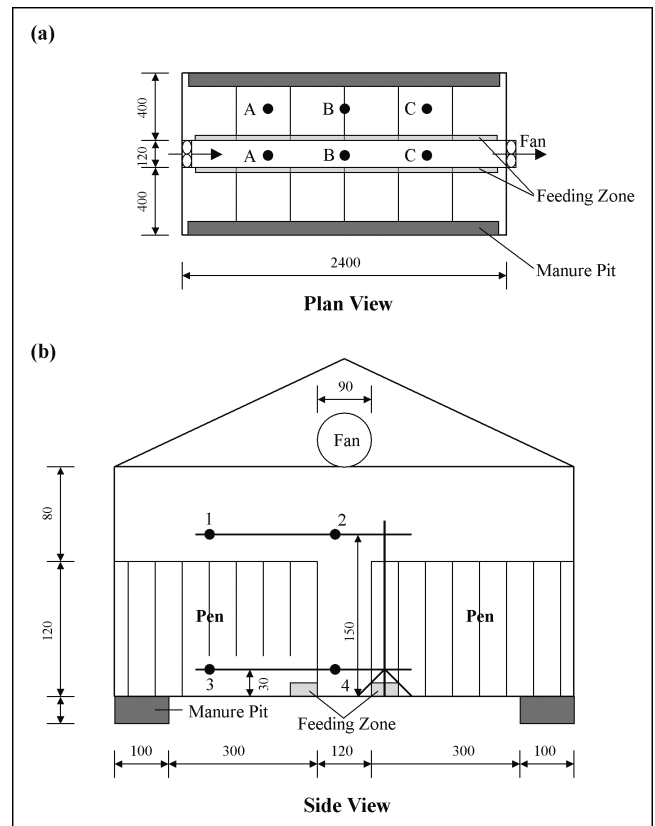 (a)
400
120
400
A B C
A B C
Fan
Feeding Zone
Manure Pit
2400
Plan View
(b)
90
Fan
80
1 2
120
Pen Pen
150
3 30 4
Manure Pit Feeding Zone
100 300 120 300 100
Side View